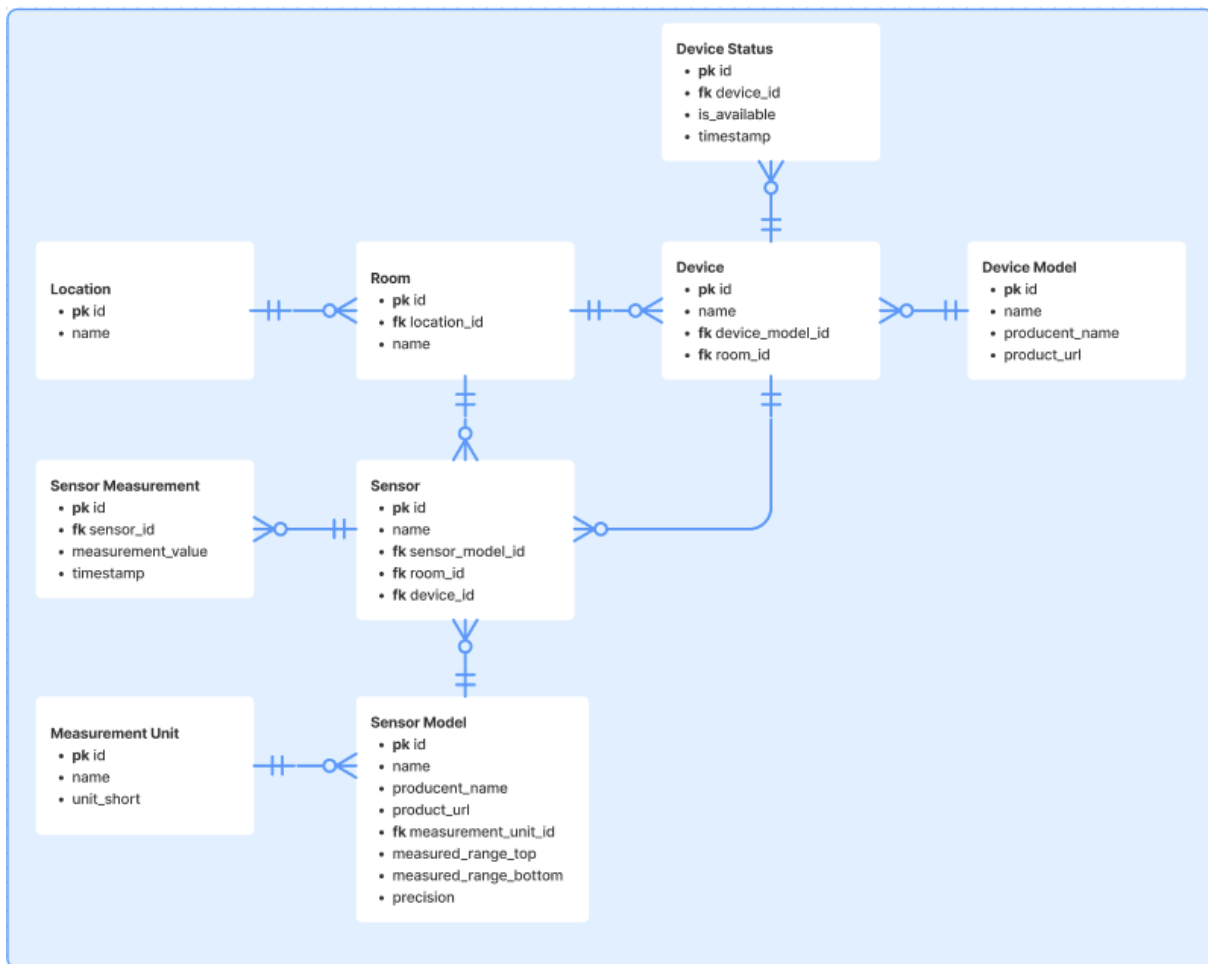 Device Status
• pk id
• fk device_id
• is_available
• timestamp
Location
• pk id
• name
Room
• pk id
• fk location_id
• name
Device
• pk id
• name
• fk device_model_id
• fk room_id
Device Model
• pk id
• name
• producent_name
• product_url
Sensor Measurement
• pk id
• fk sensor_id
• measurement_value
• timestamp
Sensor
• pk id
• name
• fk sensor_model_id
• fk room_id
• fk device_id
Measurement Unit
• pk id
• name
• unit_short
Sensor Model
• pk id
• name
• producent_name
• product_url
• fk measurement_unit_id
• measured_range_top
• measured_range_bottom
• precision